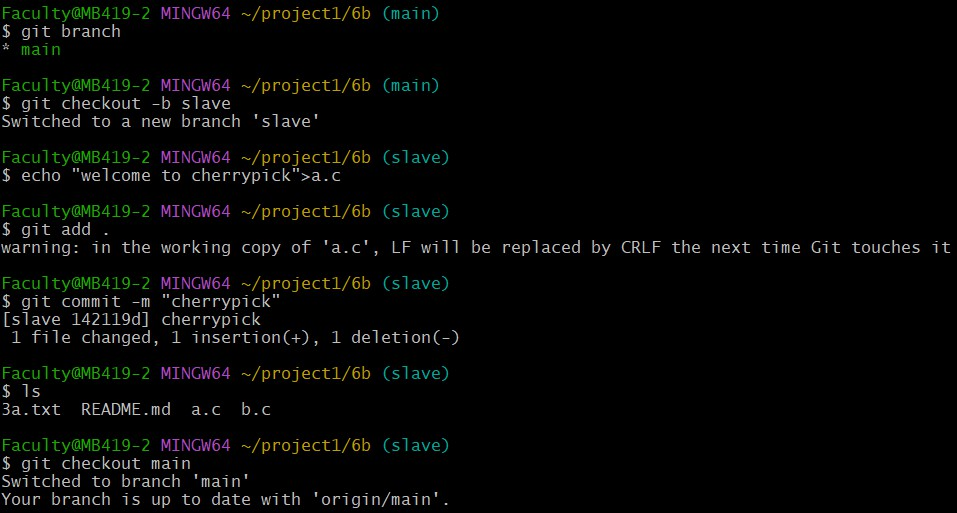 Faculty@MB419-2 MINGW64 ~/project1/6b (main)
$ git branch
* main
Faculty@MB419-2 MINGW64 ~/project1/6b (main)
$ git checkout -b slave
Switched to a new branch 'slave'
Faculty@MB419-2 MINGW64 ~/project1/6b (slave)
$ echo "welcome to cherrypick">a.c
Faculty@MB419-2 MINGW64 ~/project1/6b (slave)
$ git add .
warning: in the working copy of 'a.c', LF will be replaced by CRLF the next time Git touches it
Faculty@MB419-2 MINGW64 ~/project1/6b (slave)
$ git commit -m "cherrypick"
[slave 142119d] cherrypick
 1 file changed, 1 insertion(+), 1 deletion(-)
Faculty@MB419-2 MINGW64 ~/project1/6b (slave)
$ ls
3a.txt  README.md  a.c  b.c
Faculty@MB419-2 MINGW64 ~/project1/6b (slave)
$ git checkout main
Switched to branch 'main'
Your branch is up to date with 'origin/main'.